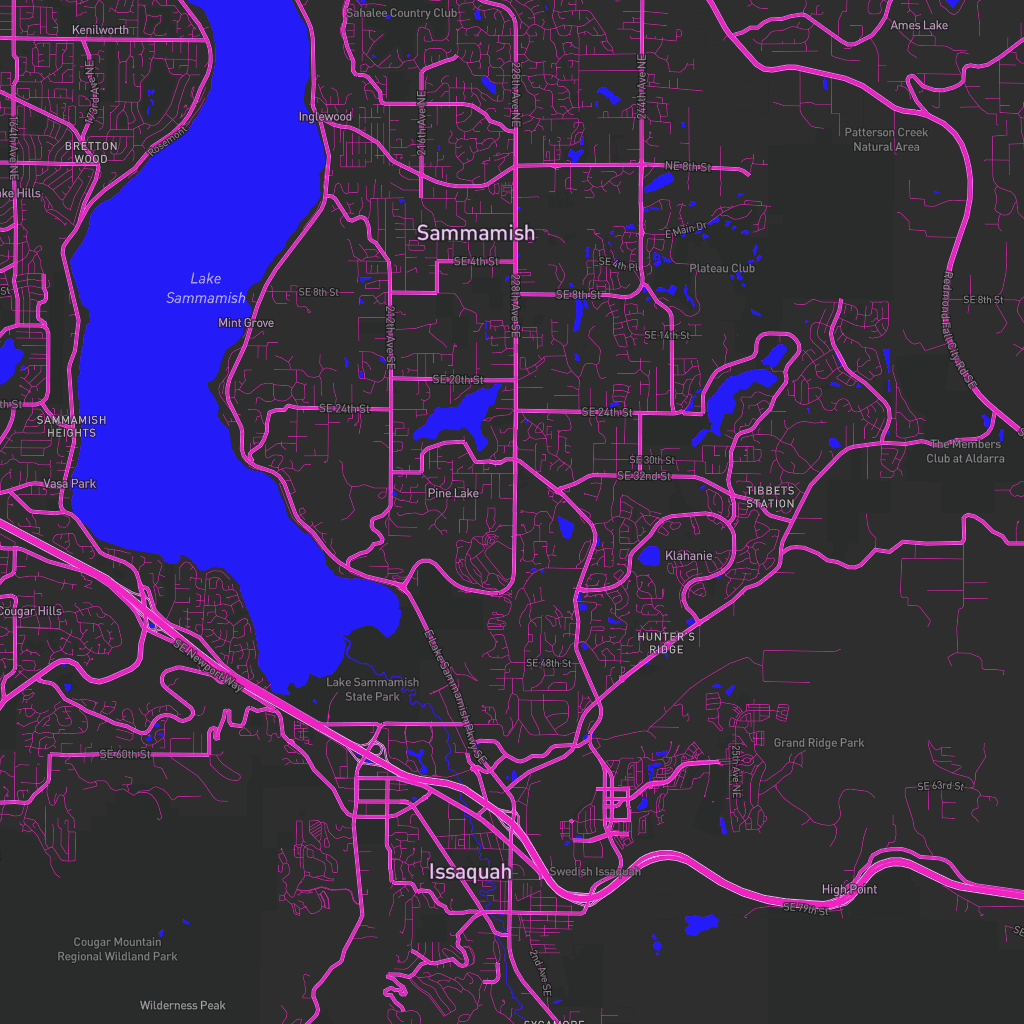 Sahalee Country Club
Kenilworth
Ames Lake
173rd Ave NE
228th Ave NE
244th Ave NE
216th Ave NE
164th Ave NE
Inglewood
Rosemont
BRETTON
WOOD
Patterson Creek
Natural Area
NE 8th St
ke Hills
Sammamish
E Main Dr
SE 4th St
SE 4th Pl
Plateau Club
Lake
Sammamish
St
SE 8th St
SE 8th St
SE 8th St
228th Ave SE
202nd Ave SE
Redmond Fall City Rd SE
Mint Grove
SE 14th St
SE 20th St
th St
SE 24th St
SE 24th St
SAMMAMISH
HEIGHTS
The Members
Club at Aldarra
SE 30th St
SE 32nd St
Vasa Park
Pine Lake
TIBBETS
STATION
Klahanie
Cougar Hills
HUNTER'S
RIDGE
SE Newport Way
E Lake Sammamish Pkwy SE
SE 48th St
Lake Sammamish
State Park
Grand Ridge Park
SE 60th St
25th Ave NE
SE 63rd St
Issaquah
Swedish Issaquah
High Point
SE 79th St
SE
Cougar Mountain
Regional Wildland Park
2nd Ave SE
Wilderness Peak
SYCAMORE